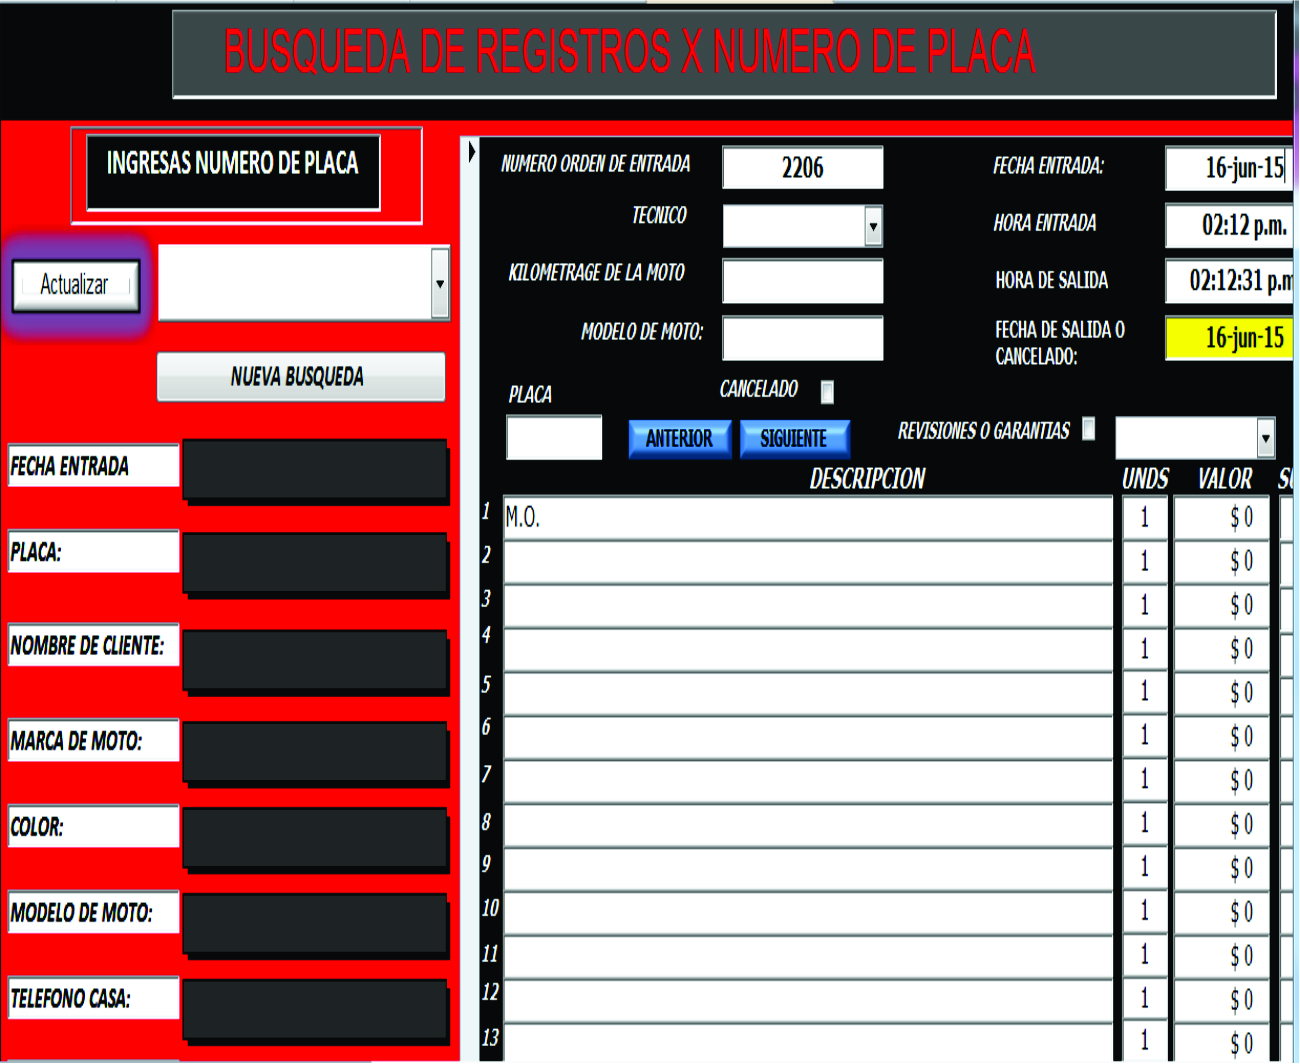 BUSQUEDA DE REGISTROS X NUMERO DE PLACA
INGRESAS NUMERO DE PLACA
Actualizar
NUEVA BUSQUEDA
FECHA ENTRADA
PLACA:
NOMBRE DE CLIENTE:
MARCA DE MOTO:
COLOR:
MODELO DE MOTO:
TELEFONO CASA:
NUMERO ORDEN DE ENTRADA 2206 FECHA ENTRADA: 16-jun-15
TECNICO HORA ENTRADA 02:12 p.m.
KILOMETRAGE DE LA MOTO HORA DE SALIDA 02:12:31 p.m
MODELO DE MOTO: FECHA DE SALIDA O CANCELADO: 16-jun-15
PLACA CANCELADO
ANTERIOR SIGUIENTE REVISIONES O GARANTIAS
DESCRIPCION UNDS VALOR
1 M.O. 1 $ 0
2 1 $ 0
3 1 $ 0
4 1 $ 0
5 1 $ 0
6 1 $ 0
7 1 $ 0
8 1 $ 0
9 1 $ 0
10 1 $ 0
11 1 $ 0
12 1 $ 0
13 1 $ 0